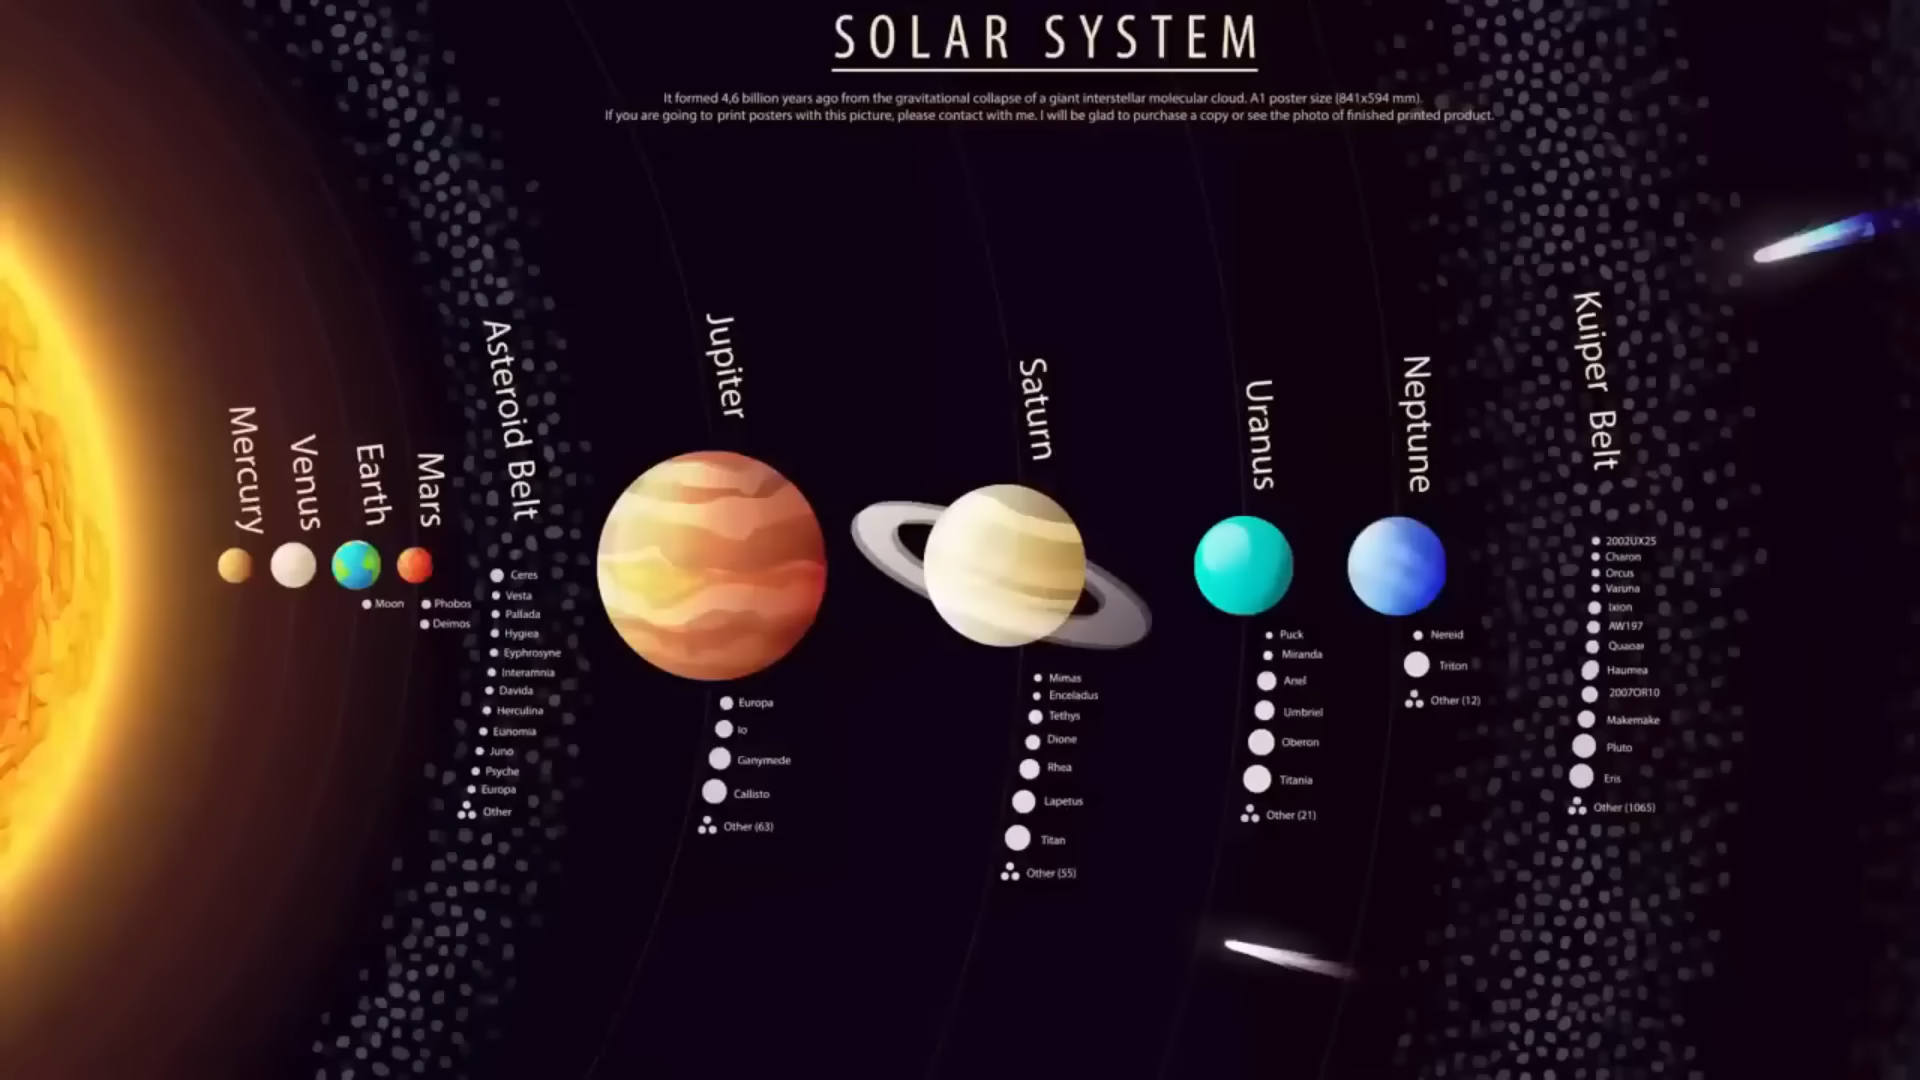 SOLAR SYSTEM
It formed 4,6 billion years ago from the gravitational collapse of a giant interstellar molecular cloud. A1 poster size (841x594 mm).
If you are going to print posters with this picture, please contact with me. I will be glad to purchase a copy or see the photo of finished printed product.
Mercury
Venus
Earth
Moon
Mars
Phobos
Deimos
Asteroid Belt
Ceres
Vesta
Pallada
Hygiea
Eyphrosyne
Interamnia
Davida
Herculina
Eunomia
Juno
Psyche
Europa
Other
Jupiter
Europa
Io
Ganymede
Callisto
Other (63)
Saturn
Mimas
Enceladus
Tethys
Dione
Rhea
Lapetus
Titan
Other (55)
Uranus
Puck
Miranda
Ariel
Umbriel
Oberon
Titania
Other (21)
Neptune
Nereid
Triton
Other (12)
Kuiper Belt
2002UX25
Charon
Orcus
Varuna
Ixion
AW197
Quaoar
Haumea
2007OR10
Makemake
Pluto
Eris
Other (1065)